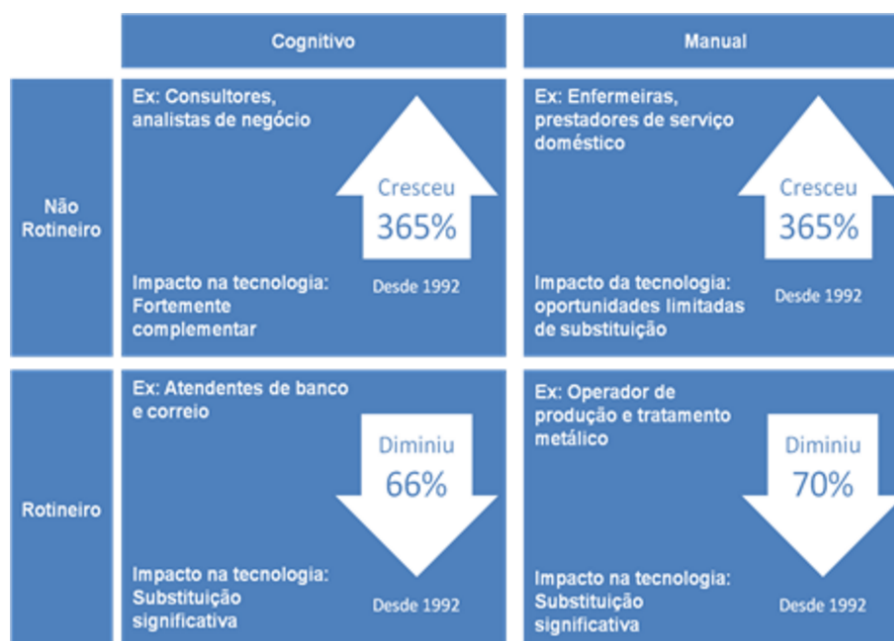 Cognitivo
Manual
Não
Rotineiro
Ex: Consultores,
analistas de negócio
Cresceu
365%
Impacto na tecnologia:
Fortemente
complementar
Desde 1992
Ex: Enfermeiras,
prestadores de serviço
doméstico
Cresceu
365%
Impacto da tecnologia:
oportunidades limitadas
de substituição
Desde 1992
Rotineiro
Ex: Atendentes de banco
e correio
Diminiu
66%
Impacto na tecnologia:
Substituição
significativa
Desde 1992
Ex: Operador de
produção e tratamento
metálico
Diminiu
70%
Impacto na tecnologia:
Substituição
significativa
Desde 1992